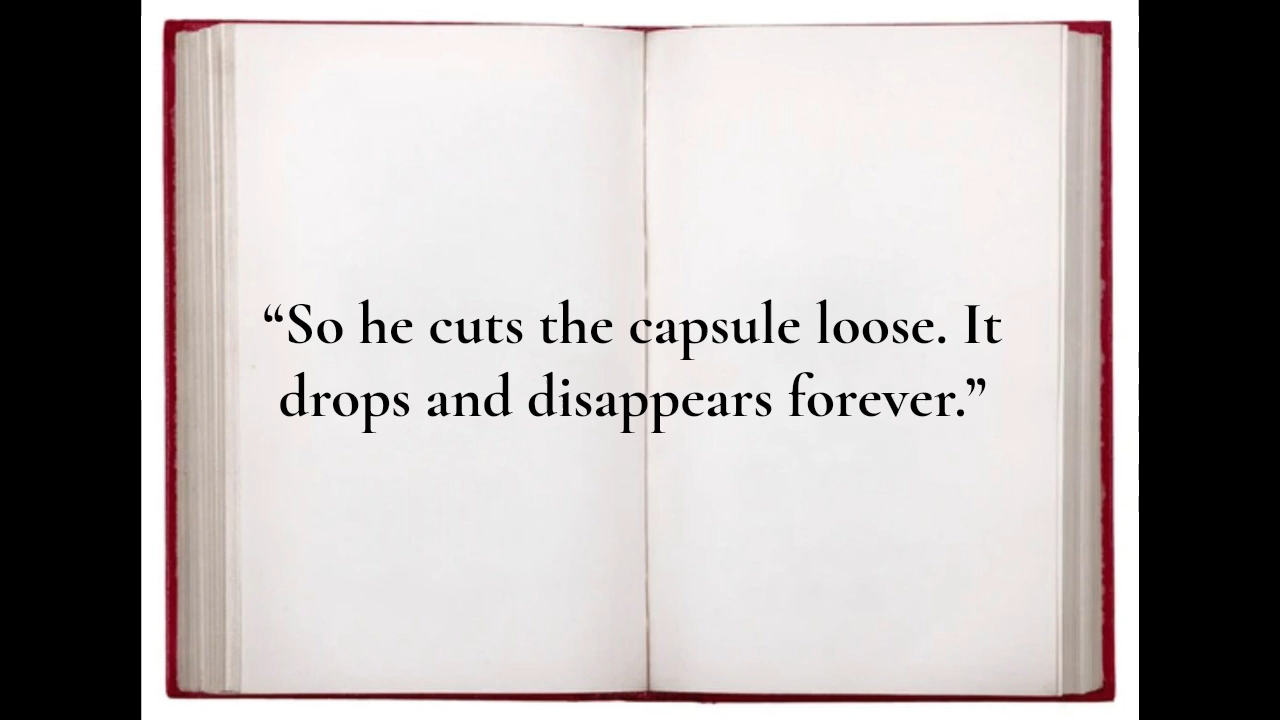 “So he cuts the capsule loose. It
drops and disappears forever.”